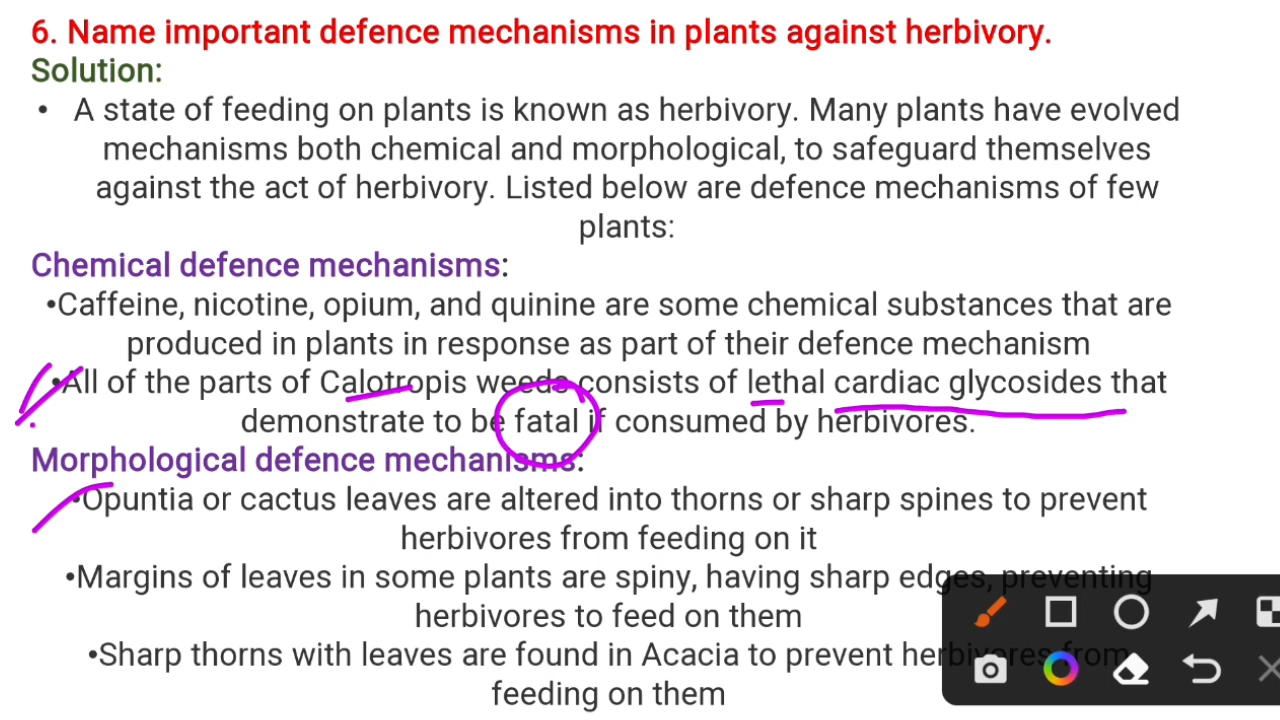 6. Name important defence mechanisms in plants against herbivory.
Solution:
• A state of feeding on plants is known as herbivory. Many plants have evolved
mechanisms both chemical and morphological, to safeguard themselves
against the act of herbivory. Listed below are defence mechanisms of few
plants:
Chemical defence mechanisms:
•Caffeine, nicotine, opium, and quinine are some chemical substances that are
produced in plants in response as part of their defence mechanism
•All of the parts of Calotropis weeds consists of lethal cardiac glycosides that
demonstrate to be fatal if consumed by herbivores.
Morphological defence mechanisms:
•Opuntia or cactus leaves are altered into thorns or sharp spines to prevent
herbivores from feeding on it
•Margins of leaves in some plants are spiny, having sharp edges, preventing
herbivores to feed on them
•Sharp thorns with leaves are found in Acacia to prevent herbivores from
feeding on them